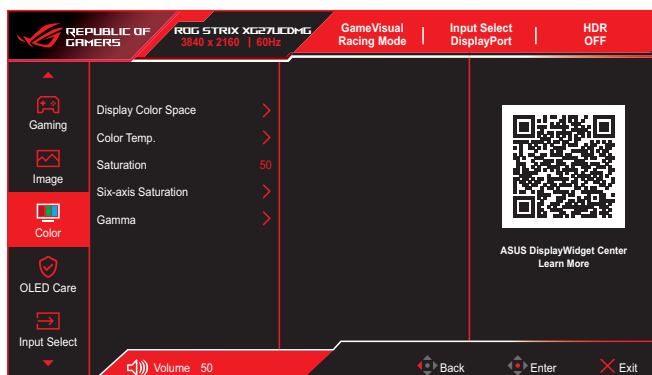 REPUBLIC OF
GAMERS
ROG STRIX XG27UCDMG
3840 x 2160 | 60Hz
GameVisual
Racing Mode
Input Select
DisplayPort
HDR
OFF
Gaming
Image
Color
OLED Care
Input Select
Display Color Space
Color Temp.
Saturation 50
Six-axis Saturation
Gamma
ASUS DisplayWidget Center
Learn More
Volume 50
Back
Enter
Exit